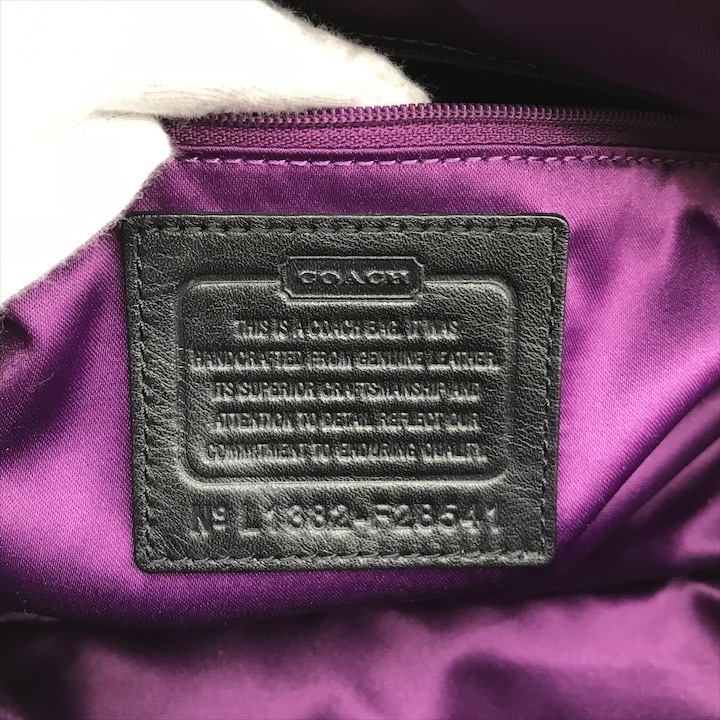 COACH
THIS IS A COACH BAG. IT WAS
HANDCRAFTED FROM GENUINE LEATHER.
ITS SUPERIOR CRAFTSMANSHIP AND
ATTENTION TO DETAIL REFLECT OUR
COMMITMENT TO ENDURING QUALITY.
Nº L1382-F28541